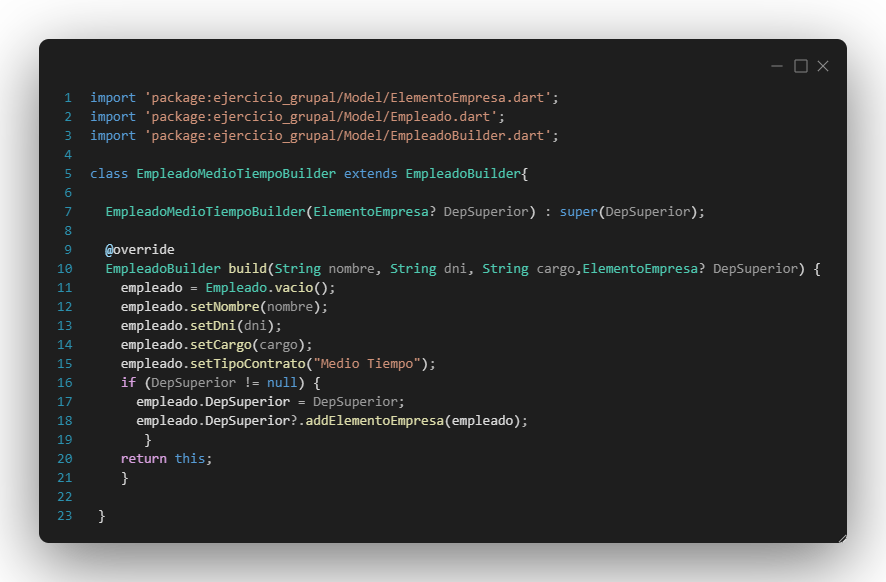 1 import 'package:ejercicio_grupal/Model/ElementoEmpresa.dart';
2 import 'package:ejercicio_grupal/Model/Empleado.dart';
3 import 'package:ejercicio_grupal/Model/EmpleadoBuilder.dart';
4
5 class EmpleadoMedioTiempoBuilder extends EmpleadoBuilder{
6
7   EmpleadoMedioTiempoBuilder(ElementoEmpresa? DepSuperior) : super(DepSuperior);
8
9   @override
10   EmpleadoBuilder build(String nombre, String dni, String cargo,ElementoEmpresa? DepSuperior) {
11     empleado = Empleado.vacio();
12     empleado.setNombre(nombre);
13     empleado.setDni(dni);
14     empleado.setCargo(cargo);
15     empleado.setTipoContrato("Medio Tiempo");
16     if (DepSuperior != null) {
17       empleado.DepSuperior = DepSuperior;
18       empleado.DepSuperior?.addElementoEmpresa(empleado);
19        }
20     return this;
21     }
22
23  }